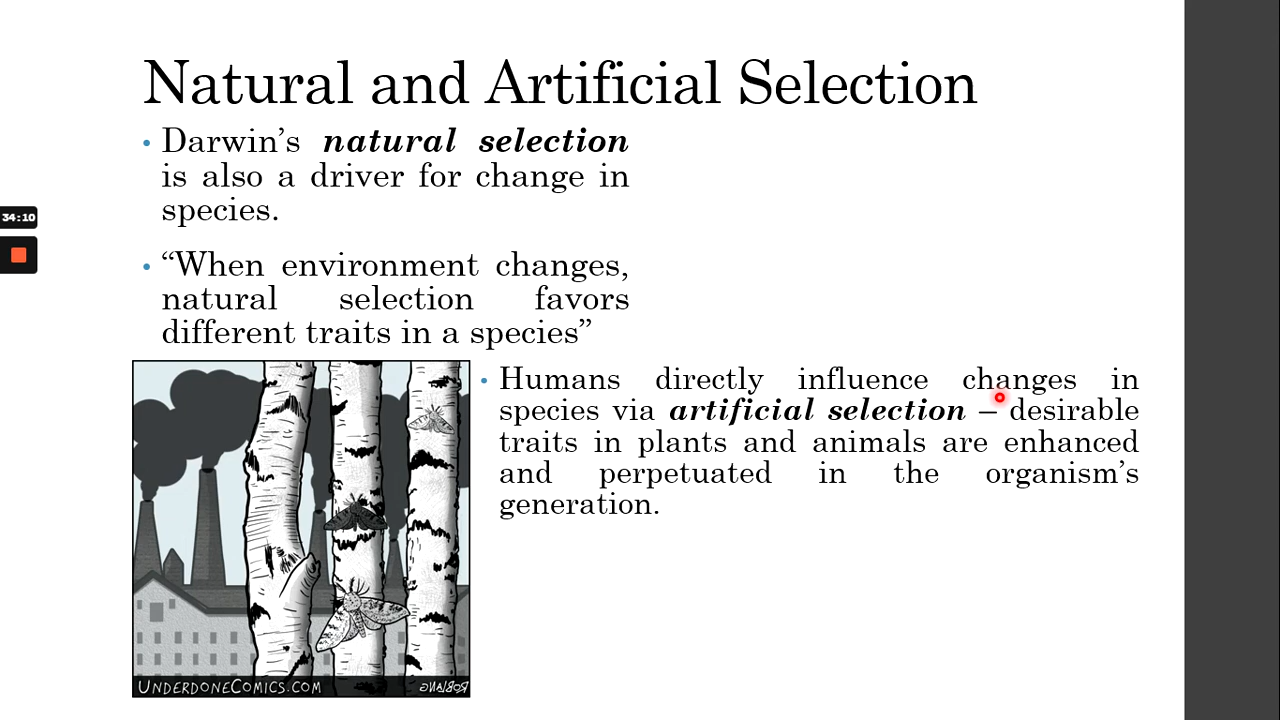 Natural and Artificial Selection
• Darwin’s natural selection
is also a driver for change in
species.
• “When environment changes,
natural selection favors
different traits in a species”
34:10
• Humans directly influence changes in
species via artificial selection – desirable
traits in plants and animals are enhanced
and perpetuated in the organism’s
generation.
UNDERDONECOMICS.COM